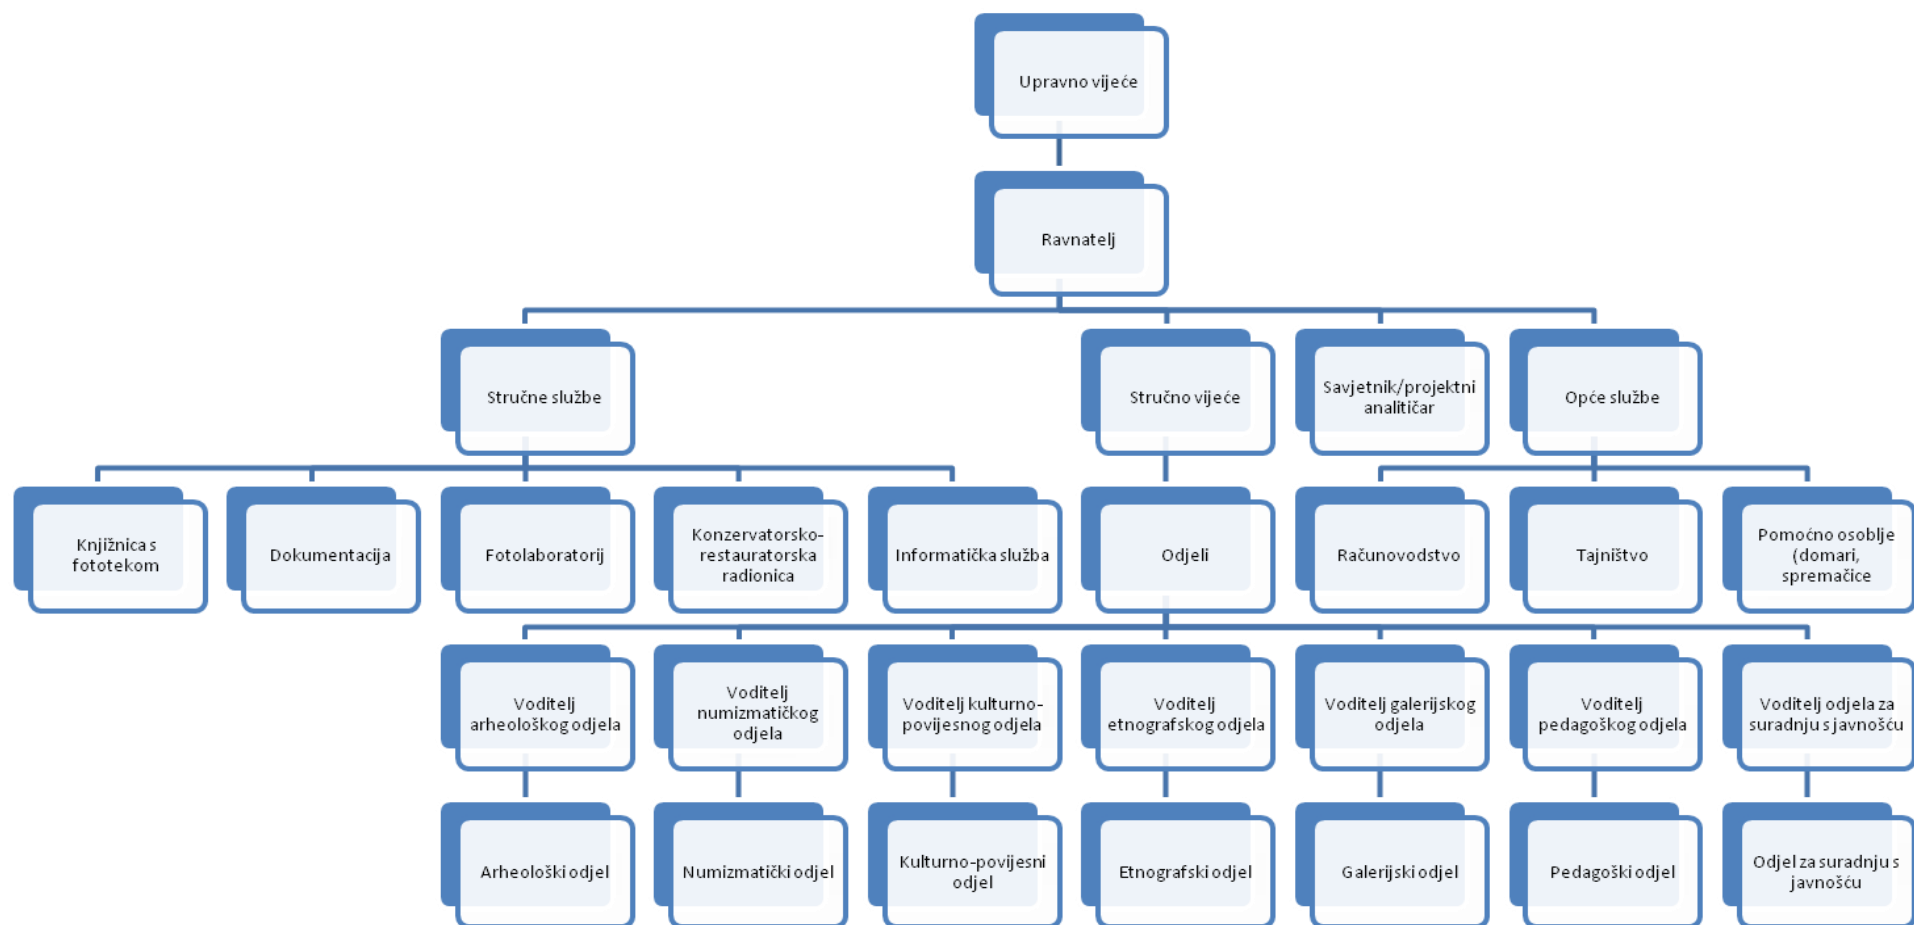 Upravno vijeće
Ravnatelj
Stručne službe
Stručno vijeće
Savjetnik/projektni
analitičar
Opće službe
Knjižnica s
fototekom
Dokumentacija
Fotolaboratorij
Konzervatorsko-
restauratorska
radionica
Informatička služba
Odjeli
Računovodstvo
Tajništvo
Pomoćno osoblje
(domari,
spremačice
Voditelj
arheološkog odjela
Voditelj
numizmatičkog
odjela
Voditelj kulturno-
povijesnog odjela
Voditelj
etnografskog odjela
Voditelj galerijskog
odjela
Voditelj
pedagoškog odjela
Voditelj odjela za
suradnju s javnošću
Arheološki odjel
Numizmatički odjel
Kulturno-povijesni
odjel
Etnografski odjel
Galerijski odjel
Pedagoški odjel
Odjel za suradnju s
javnošću